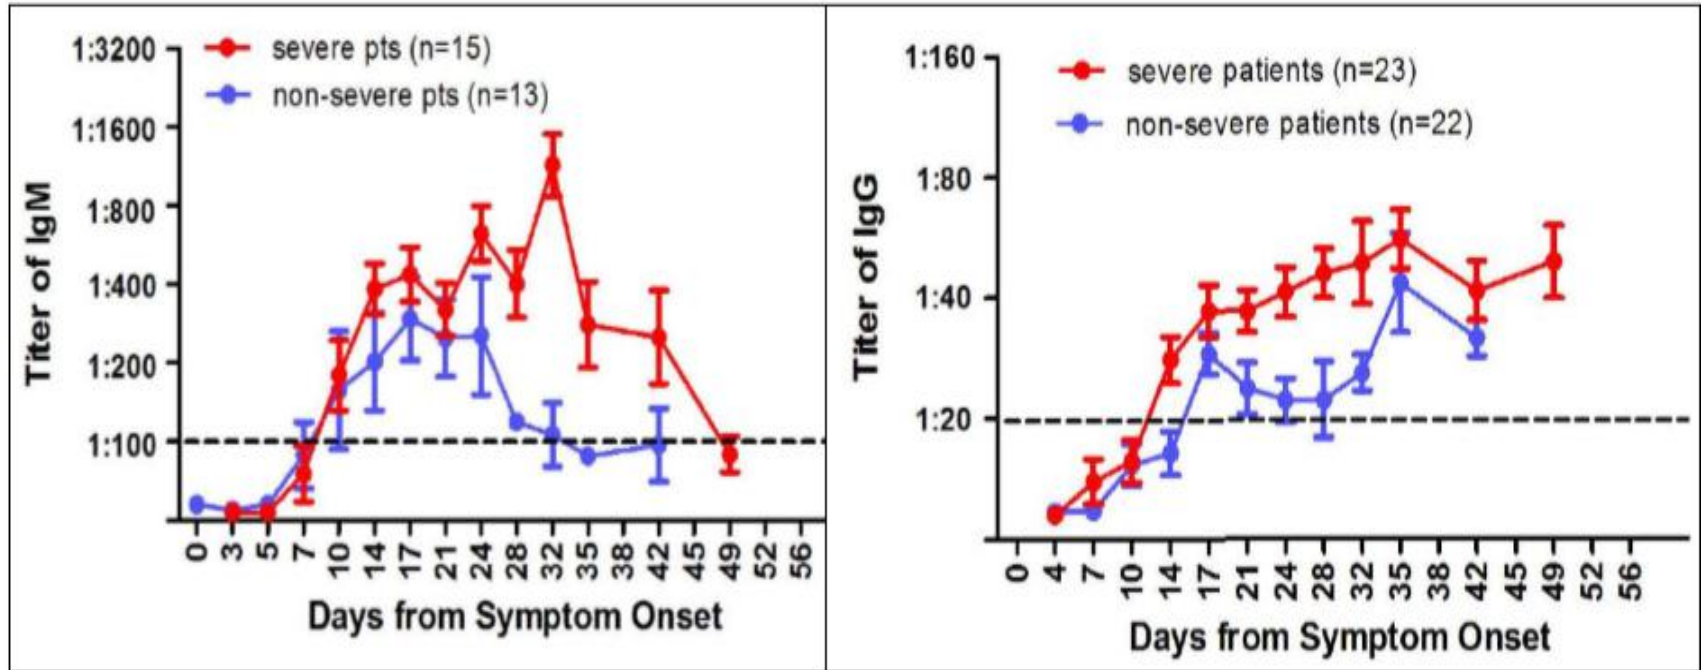 1:3200
1:1600
1:800
1:400
1:200
1:100
Titer of IgM
severe pts (n=15)
non-severe pts (n=13)
0 3 5 7 10 14 17 21 24 28 32 35 38 42 45 49 52 56
Days from Symptom Onset
1:160
1:80
1:40
1:20
Titer of IgG
severe patients (n=23)
non-severe patients (n=22)
0 4 7 10 14 17 21 24 28 32 35 38 42 45 49 52 56
Days from Symptom Onset